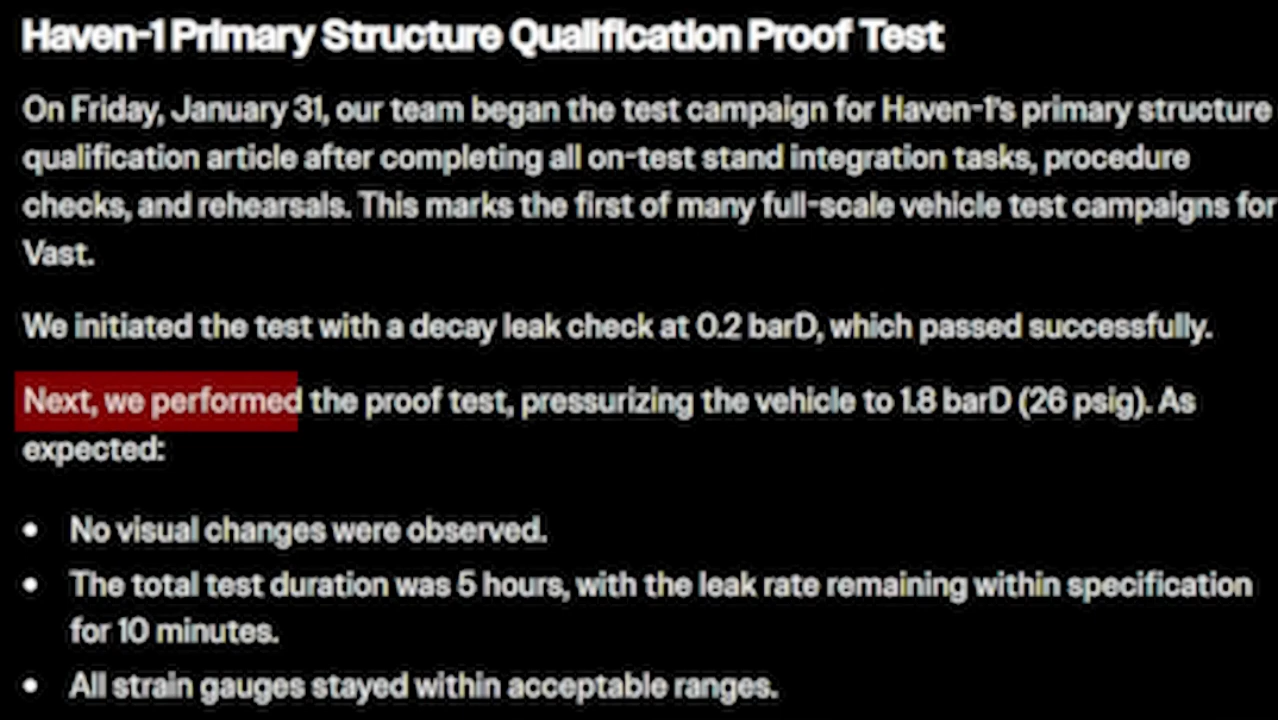 Haven-1 Primary Structure Qualification Proof Test
On Friday, January 31, our team began the test campaign for Haven-1's primary structure
qualification article after completing all on-test stand integration tasks, procedure
checks, and rehearsals. This marks the first of many full-scale vehicle test campaigns for
Vast.
We initiated the test with a decay leak check at 0.2 barD, which passed successfully.
Next, we performed the proof test, pressurizing the vehicle to 1.8 barD (26 psig). As
expected:
• No visual changes were observed.
• The total test duration was 5 hours, with the leak rate remaining within specification
for 10 minutes.
• All strain gauges stayed within acceptable ranges.